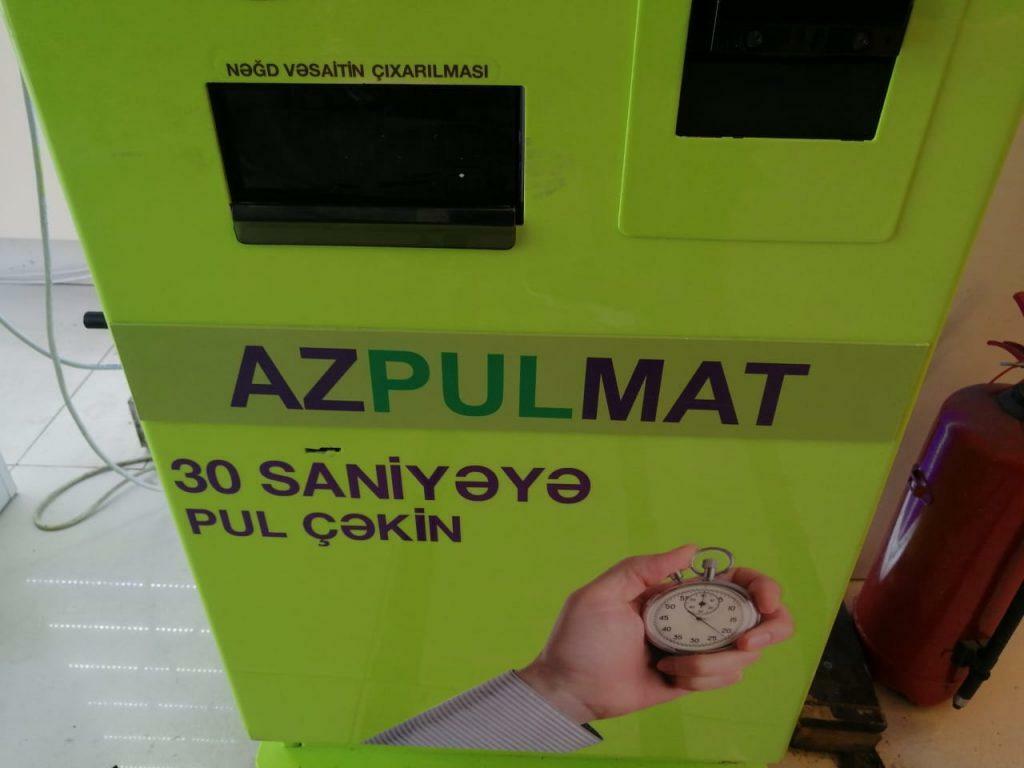 NƏĞD VƏSAİTİN ÇIXARILMASI
AZPULMAT
30 SANİYƏYƏ
PUL ÇƏKİN